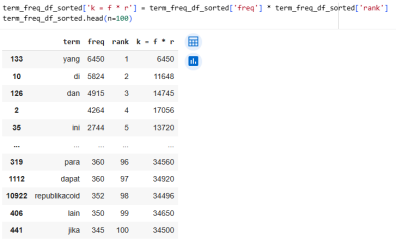 term_freq_df_sorted['k = f * r'] = term_freq_df_sorted['freq'] * term_freq_df_sorted['rank']
term_freq_df_sorted.head(n=100)
term freq rank k = f * r
133 yang 6450 1 6450
10 di 5824 2 11648
126 dan 4915 3 14745
2 4264 4 17056
35 ini 2744 5 13720
... ... ... ... ...
319 para 360 96 34560
1112 dapat 360 97 34920
10922 republikacoid 352 98 34496
406 lain 350 99 34650
441 jika 345 100 34500